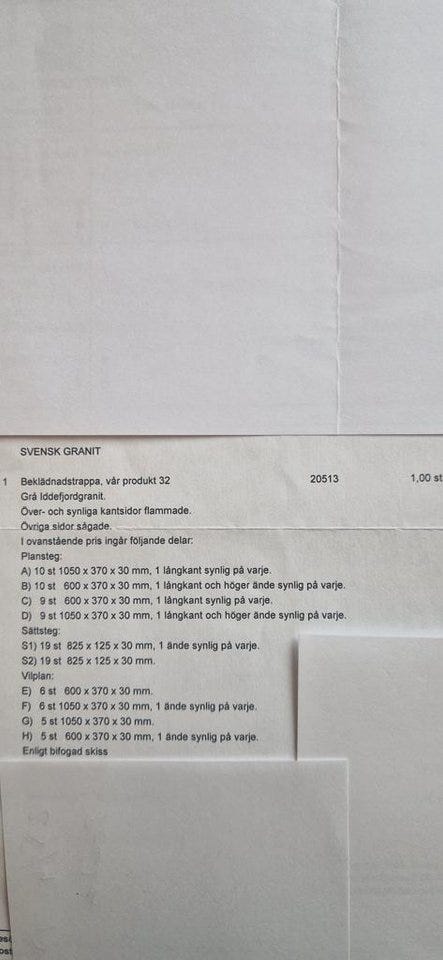 SVENSK GRANIT
1 Beklädnadstrappa, vår produkt 32 20513 1,00 st
Grå Iddefjordgranit.
Över- och synliga kantsidor flammade.
Övriga sidor sågade.
I ovanstående pris ingår följande delar:
Plansteg:
A) 10 st 1050 x 370 x 30 mm, 1 långkant synlig på varje.
B) 10 st 600 x 370 x 30 mm, 1 långkant och höger ände synlig på varje.
C) 9 st 600 x 370 x 30 mm, 1 långkant synlig på varje.
D) 9 st 1050 x 370 x 30 mm, 1 långkant och höger ände synlig på varje.
Sättsteg:
S1) 19 st 825 x 125 x 30 mm, 1 ände synlig på varje.
S2) 19 st 825 x 125 x 30 mm.
Vilplan:
E) 6 st 600 x 370 x 30 mm.
F) 6 st 1050 x 370 x 30 mm, 1 ände synlig på varje.
G) 5 st 1050 x 370 x 30 mm.
H) 5 st 600 x 370 x 30 mm, 1 ände synlig på varje.
Enligt bifogad skiss